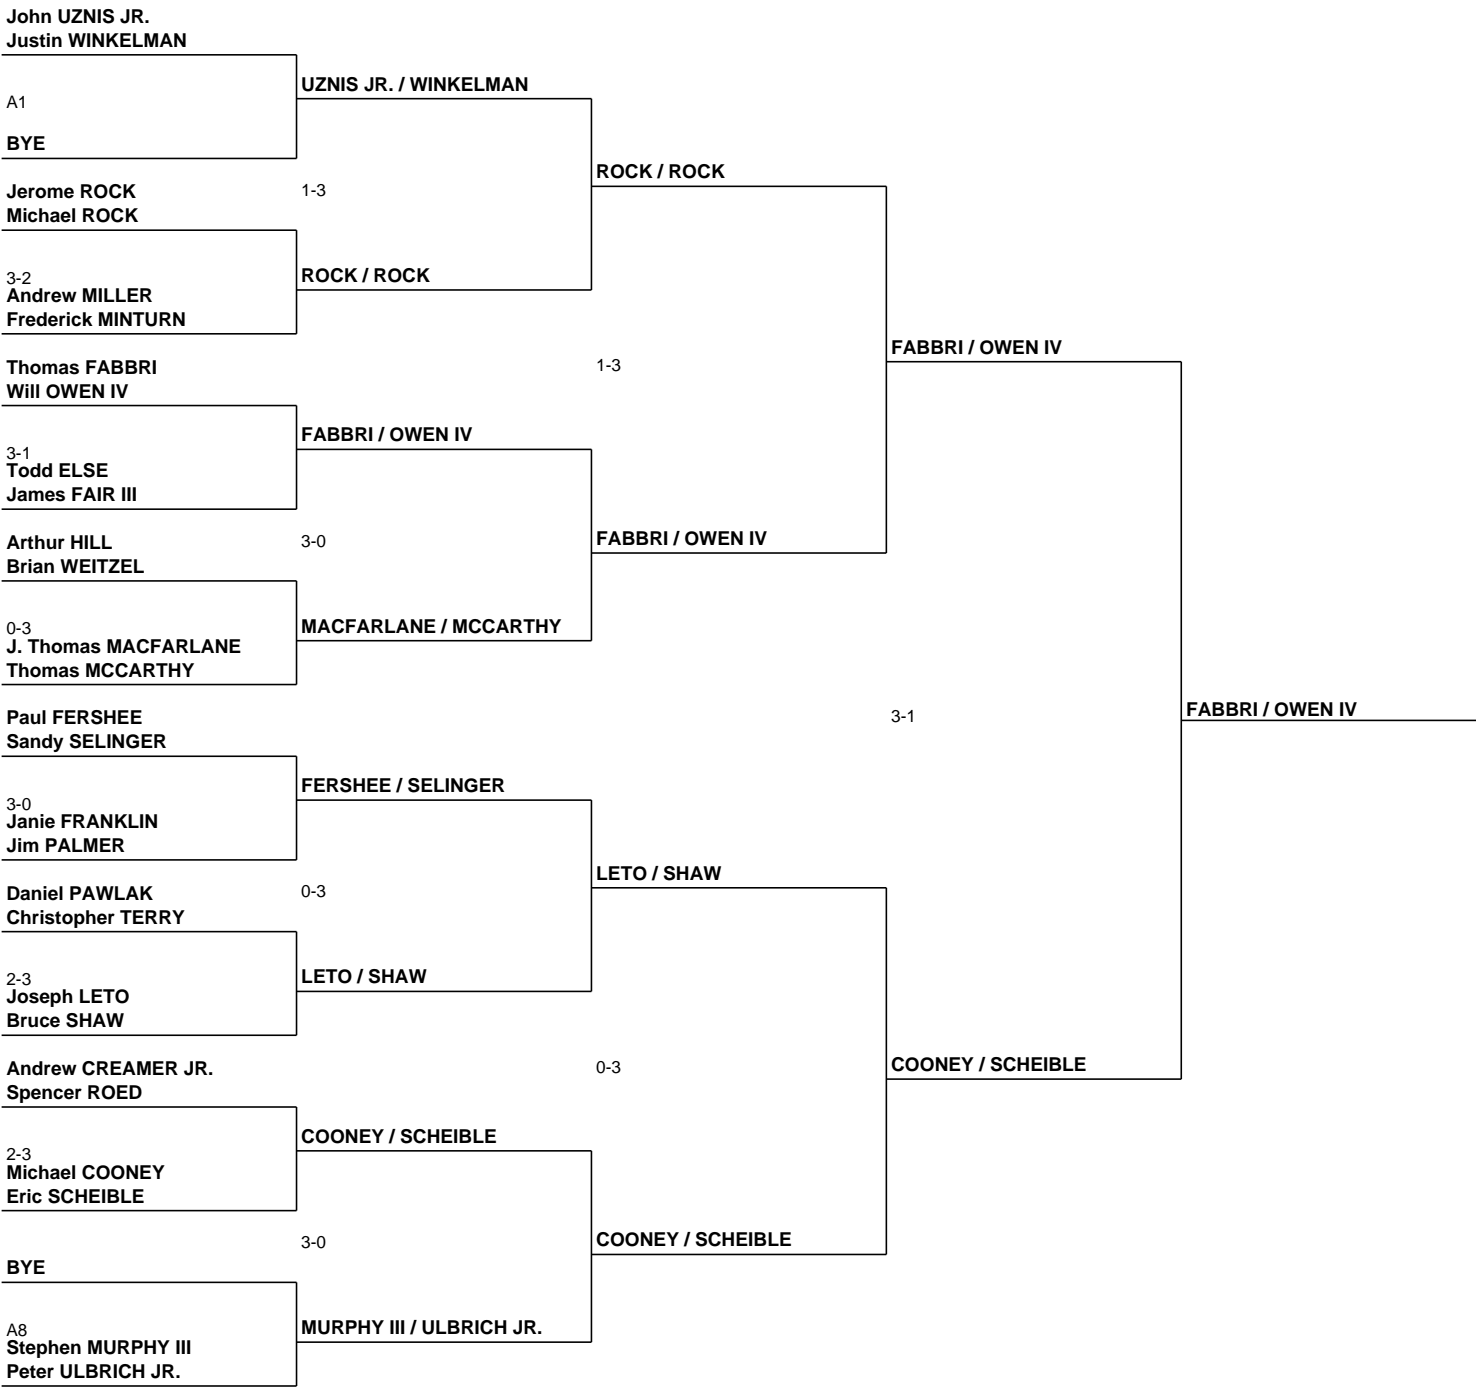 John UZNIS JR.
Justin WINKELMAN
UZNIS JR. / WINKELMAN
A1
BYE
ROCK / ROCK
Jerome ROCK
1-3
Michael ROCK
ROCK / ROCK
3-2
Andrew MILLER
Frederick MINTURN
FABBRI / OWEN IV
Thomas FABBRI
1-3
Will OWEN IV
FABBRI / OWEN IV
3-1
Todd ELSE
James FAIR III
Arthur HILL
3-0
FABBRI / OWEN IV
Brian WEITZEL
0-3
MACFARLANE / MCCARTHY
J. Thomas MACFARLANE
Thomas MCCARTHY
FABBRI / OWEN IV
Paul FERSHEE
3-1
Sandy SELINGER
FERSHEE / SELINGER
3-0
Janie FRANKLIN
Jim PALMER
LETO / SHAW
Daniel PAWLAK
0-3
Christopher TERRY
LETO / SHAW
2-3
Joseph LETO
Bruce SHAW
COONEY / SCHEIBLE
Andrew CREAMER JR.
0-3
Spencer ROED
COONEY / SCHEIBLE
2-3
Michael COONEY
Eric SCHEIBLE
3-0
COONEY / SCHEIBLE
BYE
MURPHY III / ULBRICH JR.
A8
Stephen MURPHY III
Peter ULBRICH JR.